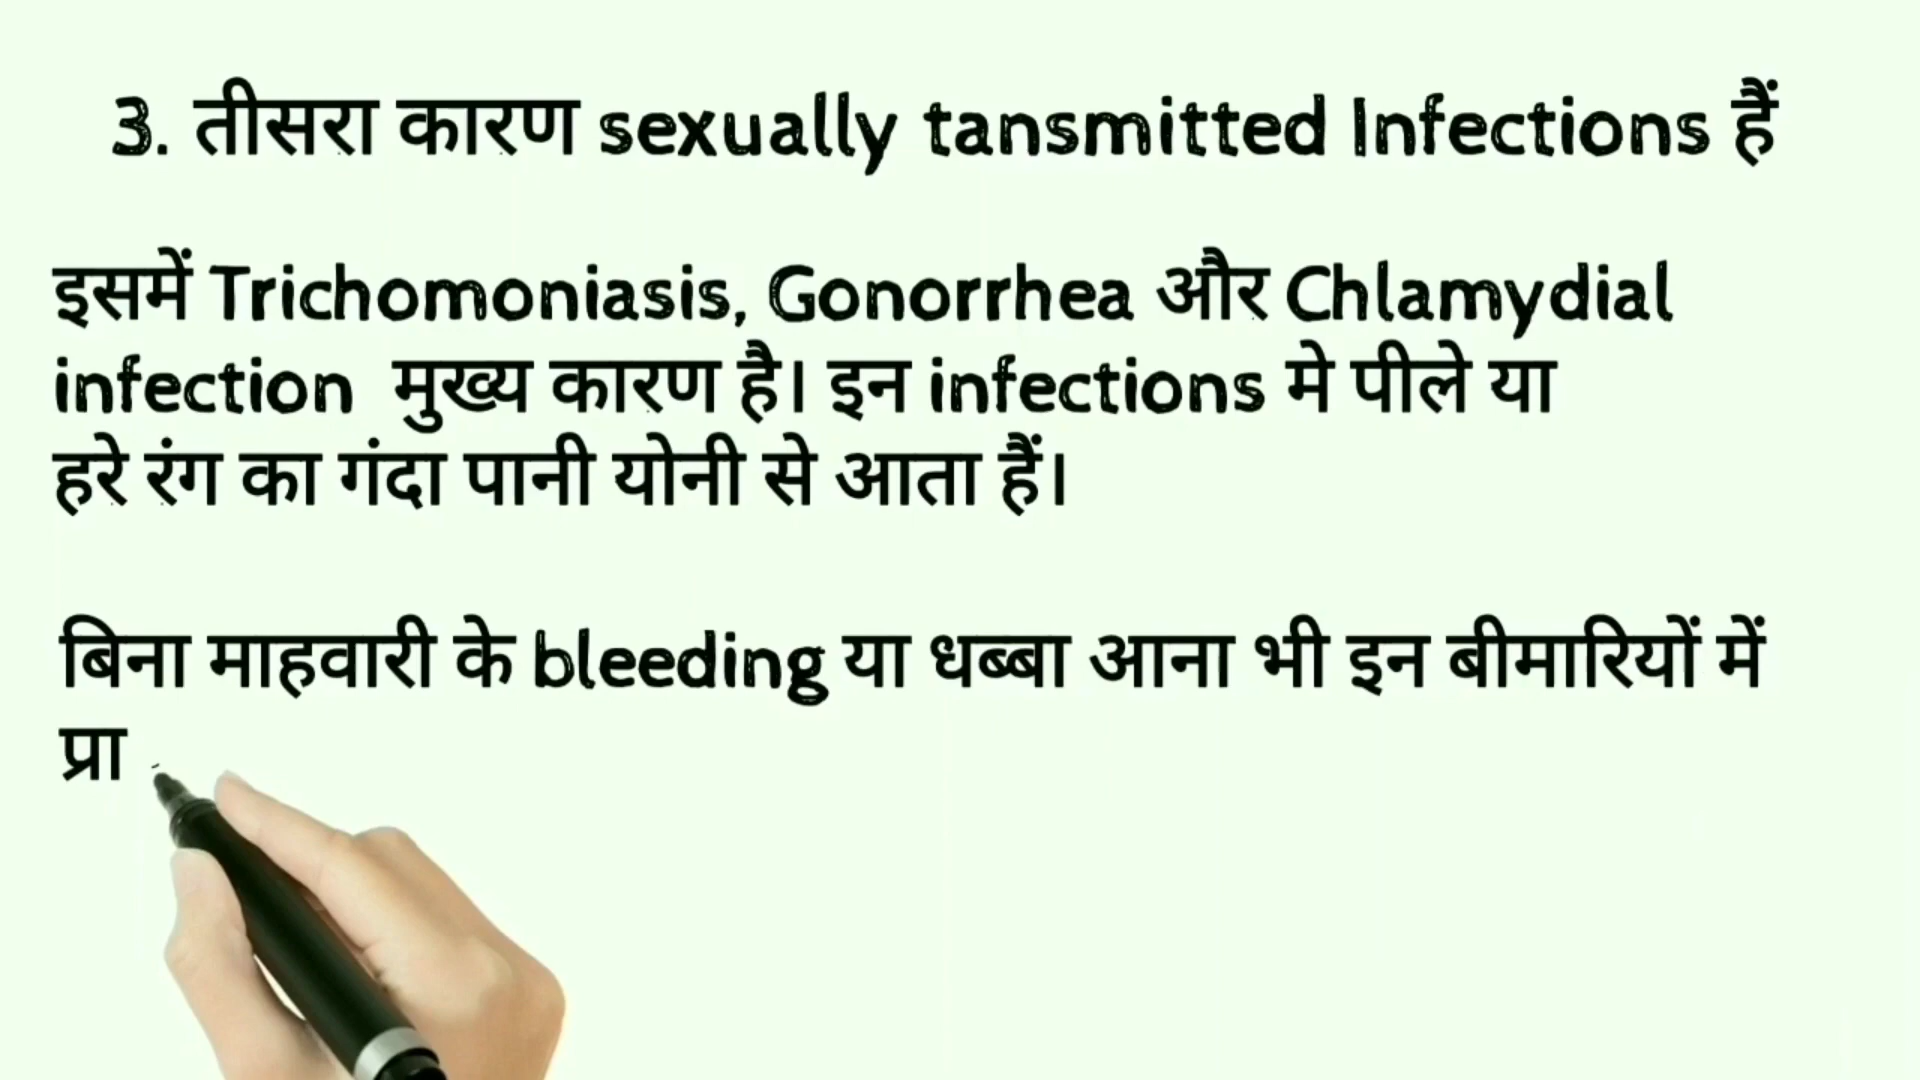 3. तीसरा कारण sexually tansmitted Infections हैं
इसमें Trichomoniasis, Gonorrhea और Chlamydial
infection मुख्य कारण है। इन infections मे पीले या
हरे रंग का गंदा पानी योनी से आता हैं।
बिना माहवारी के bleeding या धब्बा आना भी इन बीमारियों में
प्रा